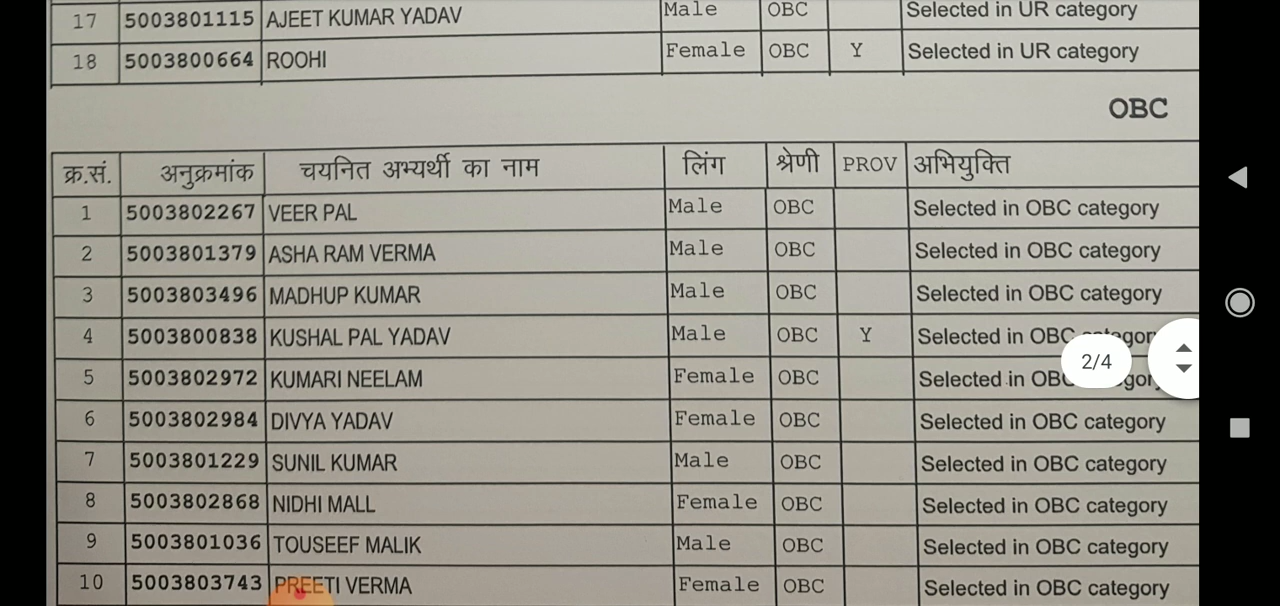 17 5003801115 AJEET KUMAR YADAV Male OBC Selected in UR category
18 5003800664 ROOHI Female OBC Y Selected in UR category
OBC
क्र.सं. अनुक्रमांक चयनित अभ्यर्थी का नाम लिंग श्रेणी PROV अभियुक्ति
1 5003802267 VEER PAL Male OBC Selected in OBC category
2 5003801379 ASHA RAM VERMA Male OBC Selected in OBC category
3 5003803496 MADHUP KUMAR Male OBC Selected in OBC category
4 5003800838 KUSHAL PAL YADAV Male OBC Y Selected in OBC
2/4
5 5003802972 KUMARI NEELAM Female OBC Selected in
6 5003802984 DIVYA YADAV Female OBC Selected in OBC category
7 5003801229 SUNIL KUMAR Male OBC Selected in OBC category
8 5003802868 NIDHI MALL Female OBC Selected in OBC category
9 5003801036 TOUSEEF MALIK Male OBC Selected in OBC category
10 5003803743 PREETI VERMA Female OBC Selected in OBC category